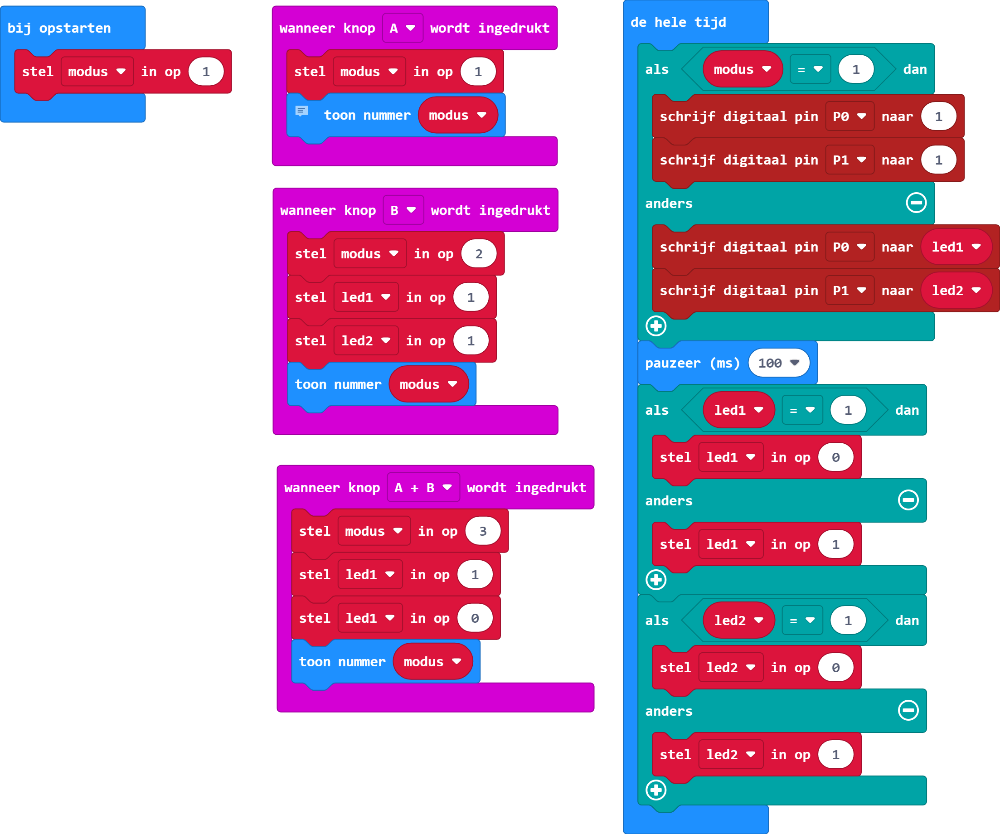 bij opstarten
stel modus in op 1
wanneer knop A wordt ingedrukt
stel modus in op 1
toon nummer modus
wanneer knop B wordt ingedrukt
stel modus in op 2
stel led1 in op 1
stel led2 in op 1
toon nummer modus
wanneer knop A + B wordt ingedrukt
stel modus in op 3
stel led1 in op 1
stel led1 in op 0
toon nummer modus
de hele tijd
als modus = 1 dan
schrijf digitaal pin P0 naar 1
schrijf digitaal pin P1 naar 1
anders
schrijf digitaal pin P0 naar led1
schrijf digitaal pin P1 naar led2
pauzeer (ms) 100
als led1 = 1 dan
stel led1 in op 0
anders
stel led1 in op 1
als led2 = 1 dan
stel led2 in op 0
anders
stel led2 in op 1